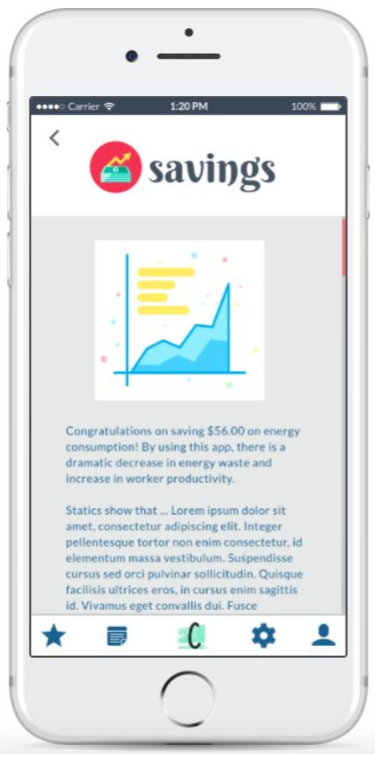 Carrier
1:20 PM
100%
savings
Congratulations on saving $56.00 on energy
consumption! By using this app, there is a
dramatic decrease in energy waste and
increase in worker productivity.
Statics show that ... Lorem ipsum dolor sit
amet, consectetur adipiscing elit. Integer
pellentesque tortor non enim consectetur, id
elementum massa vestibulum. Suspendisse
cursus sed orci pulvinar sollicitudin. Quisque
facilisis ultrices eros, in cursus enim sagittis
id. Vivamus eget convallis dui. Fusce
C